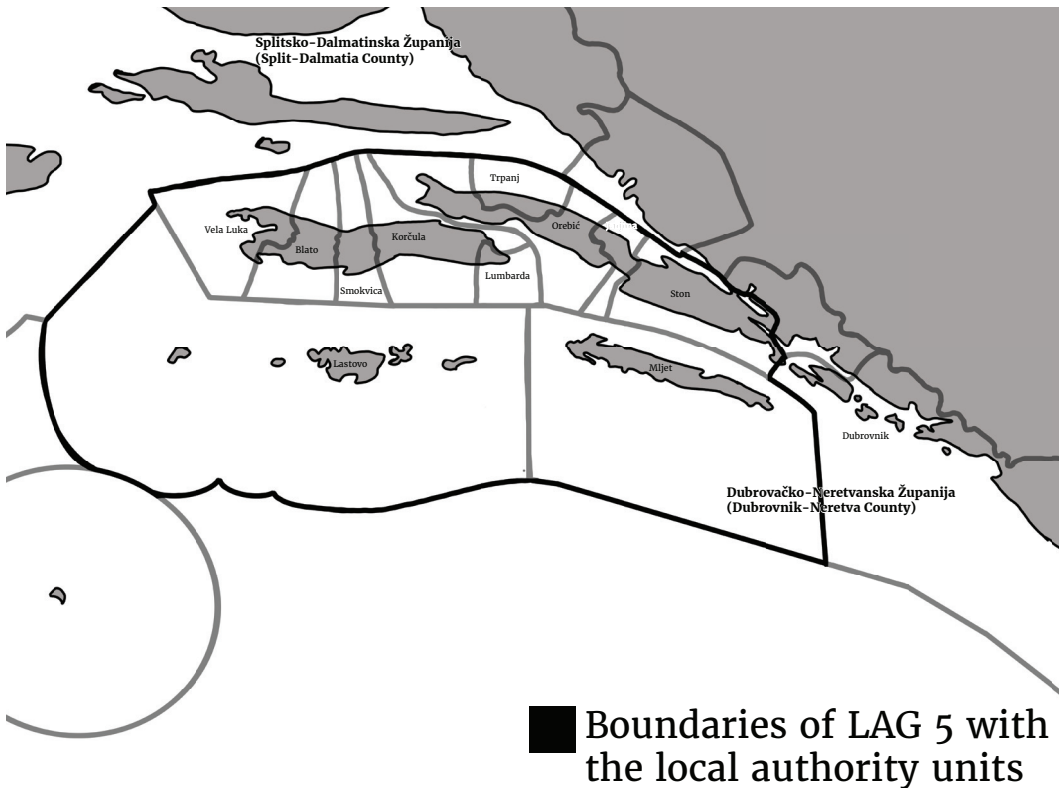 Splitsko-Dalmatinska Županija
(Split-Dalmatia County)
Trpanj
Vela Luka
Blato
Korčula
Orebić
Smokvica
Lumbarda
Ston
Lastovo
Mljet
Dubrovnik
Dubrovačko-Neretvanska Županija
(Dubrovnik-Neretva County)
Boundaries of LAG 5 with
the local authority units